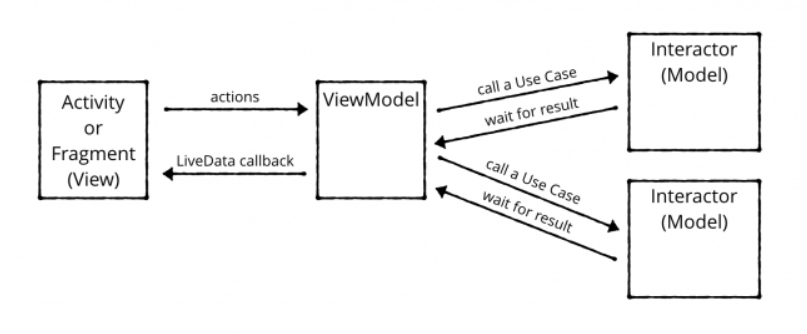 Activity
or
Fragment
(View)
actions
LiveData callback
ViewModel
call a Use Case
wait for result
call a Use Case
wait for result
Interactor
(Model)
Interactor
(Model)